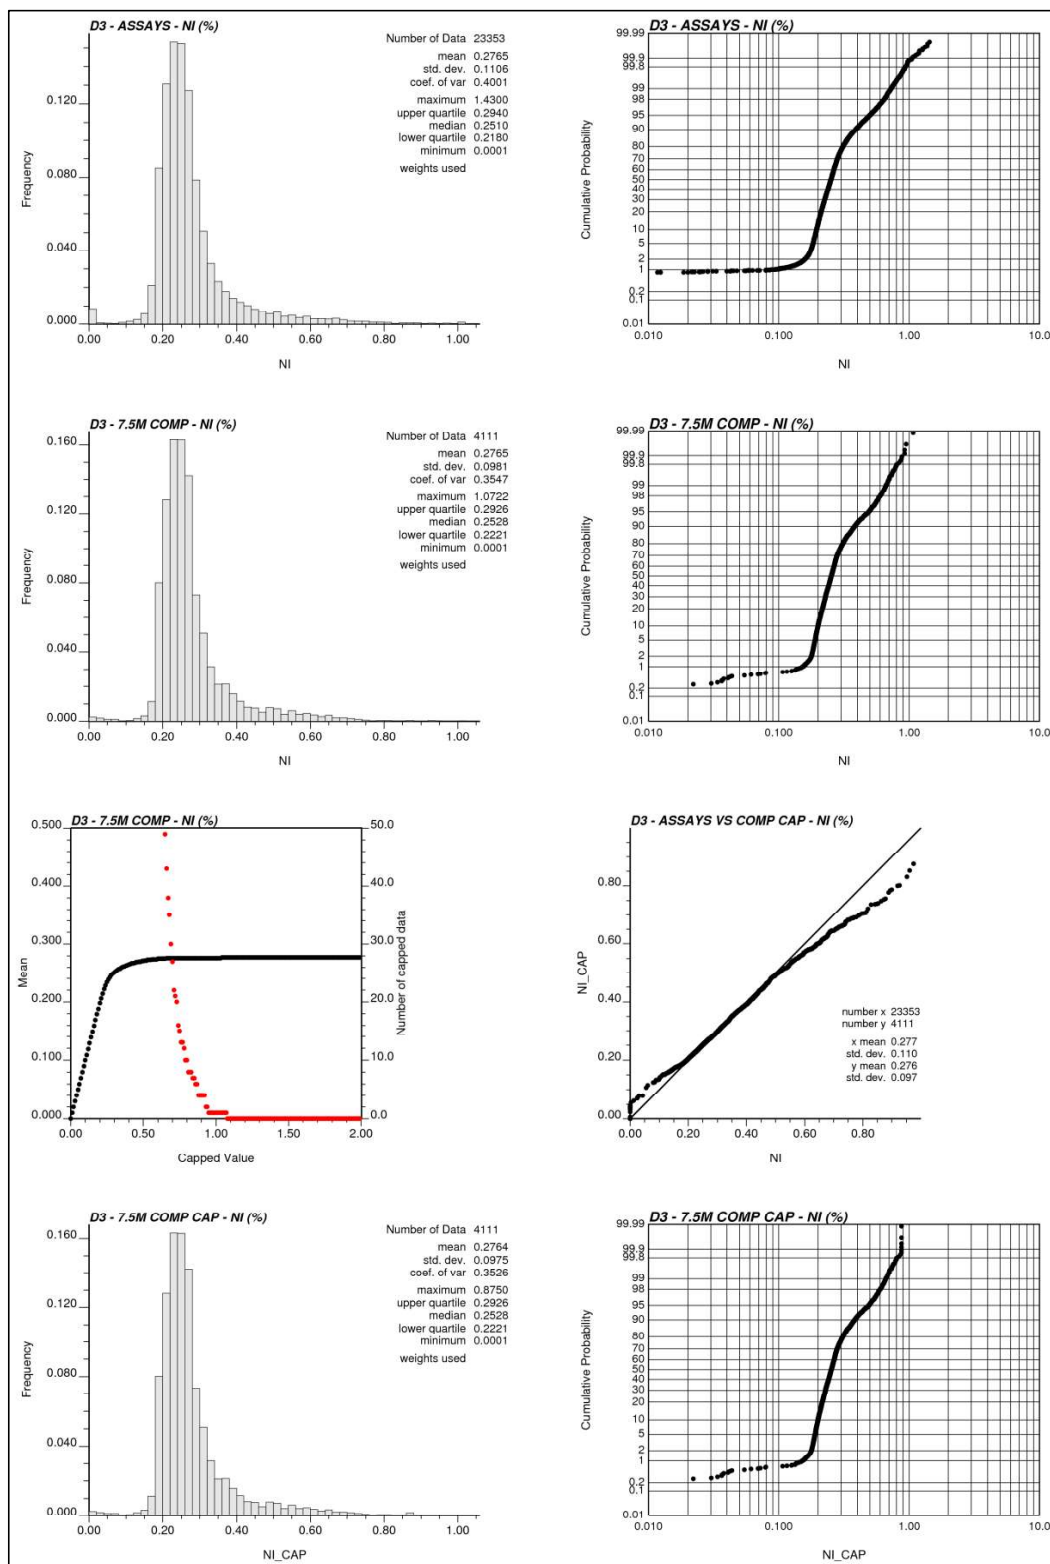 D3 - ASSAYS - NI (%)
Number of Data 23353
mean 0.2765
std. dev. 0.1106
coef. of var 0.4001
maximum 1.4300
upper quartile 0.2940
median 0.2510
lower quartile 0.2180
minimum 0.0001
weights used
Frequency
0.120
0.080
0.040
0.000
0.00 0.20 0.40 0.60 0.80 1.00
NI
D3 - ASSAYS - NI (%)
Cumulative Probability
99.99
99.9
99.8
99
98
95
90
80
70
60
50
40
30
20
10
5
2
1
0.2
0.1
0.01
0.010 0.100 1.00 10.0
NI
D3 - 7.5M COMP - NI (%)
Number of Data 4111
mean 0.2765
std. dev. 0.0981
coef. of var 0.3547
maximum 1.0722
upper quartile 0.2926
median 0.2528
lower quartile 0.2221
minimum 0.0001
weights used
Frequency
0.160
0.120
0.080
0.040
0.000
0.00 0.20 0.40 0.60 0.80 1.00
NI
D3 - 7.5M COMP - NI (%)
Cumulative Probability
99.99
99.9
99.8
99
98
95
90
80
70
60
50
40
30
20
10
5
2
1
0.2
0.1
0.01
0.010 0.100 1.00 10.0
NI
D3 - 7.5M COMP - NI (%)
Mean
0.500
0.400
0.300
0.200
0.100
0.000
50.0
40.0
30.0
20.0
10.0
0.0
Number of capped data
0.00 0.50 1.00 1.50 2.00
Capped Value
D3 - ASSAYS VS COMP CAP - NI (%)
NI_CAP
0.80
0.60
0.40
0.20
0.00
number x 23353
number y 4111
x mean 0.277
std. dev. 0.110
y mean 0.276
std. dev. 0.097
0.00 0.20 0.40 0.60 0.80
NI
D3 - 7.5M COMP CAP - NI (%)
Number of Data 4111
mean 0.2764
std. dev. 0.0975
coef. of var 0.3526
maximum 0.8750
upper quartile 0.2926
median 0.2528
lower quartile 0.2221
minimum 0.0001
weights used
Frequency
0.160
0.120
0.080
0.040
0.000
0.00 0.20 0.40 0.60 0.80 1.00
NI_CAP
D3 - 7.5M COMP CAP - NI (%)
Cumulative Probability
99.99
99.9
99.8
99
98
95
90
80
70
60
50
40
30
20
10
5
2
1
0.2
0.1
0.01
0.010 0.100 1.00 10.0
NI_CAP